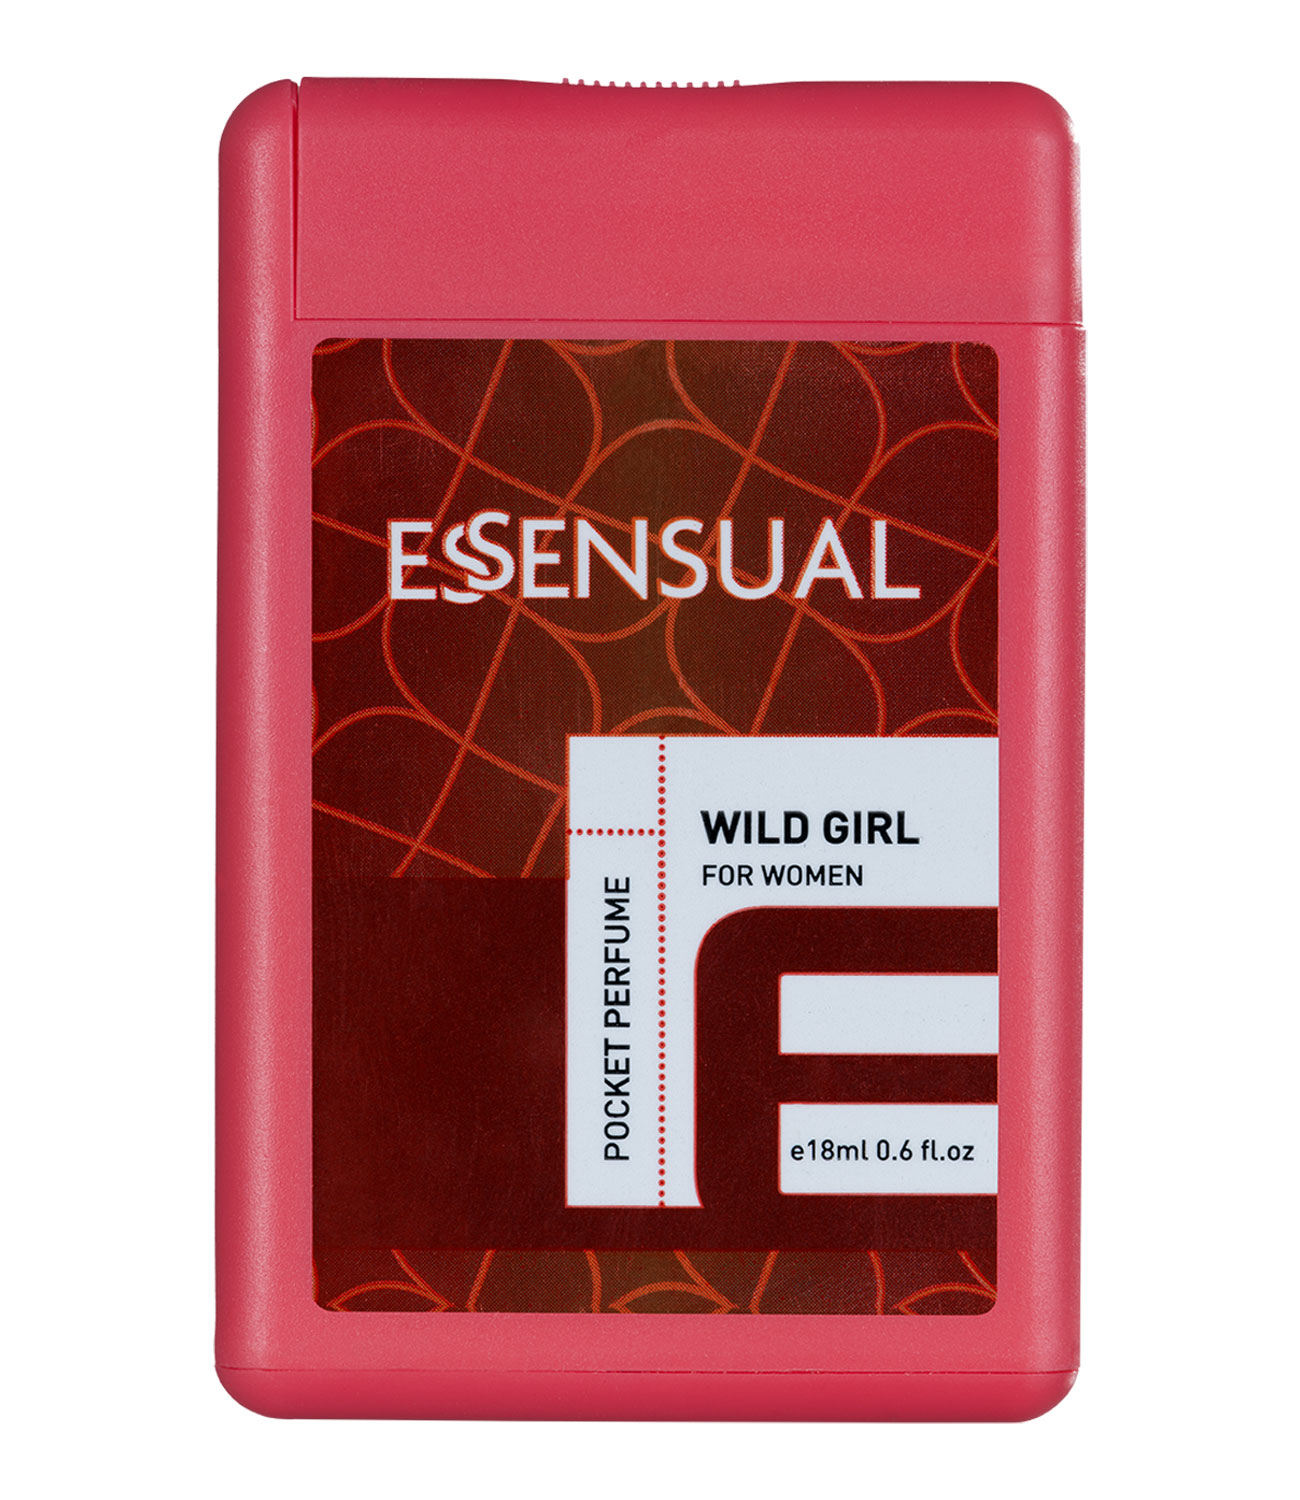 ESSENSUAL
WILD GIRL
FOR WOMEN
POCKET PERFUME
e18ml 0.6 fl.oz